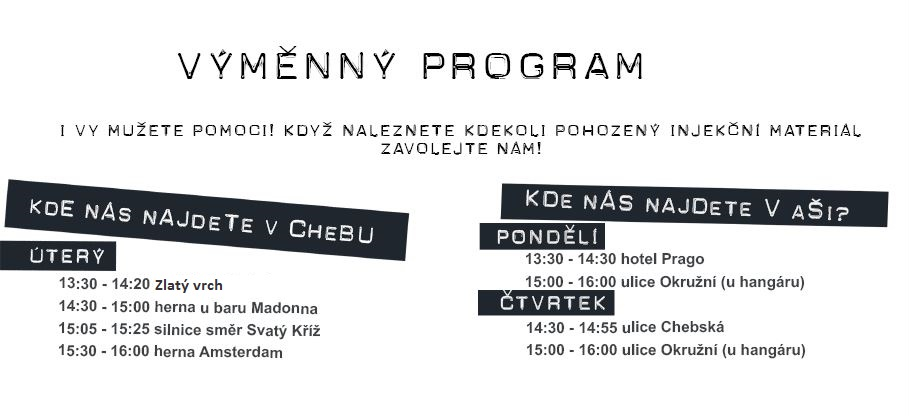 VÝMĚNNÝ PROGRAM
I VY MUŽETE POMOCI! KDYŽ NALEZNETE KDEKOLI POHOZENÝ INJEKČNÍ MATERIÁL
ZAVOLEJTE NÁM!
KDE NÁS NAJDETE V CHEBU
ÚTERÝ
13:30 - 14:20 Zlatý vrch
14:30 - 15:00 herna u baru Madonna
15:05 - 15:25 silnice směr Svatý Kříž
15:30 - 16:00 herna Amsterdam
KDE NÁS NAJDETE V AŠI?
PONDĚLÍ
13:30 - 14:30 hotel Prago
15:00 - 16:00 ulice Okružní (u hangáru)
ČTVRTEK
14:30 - 14:55 ulice Chebská
15:00 - 16:00 ulice Okružní (u hangáru)